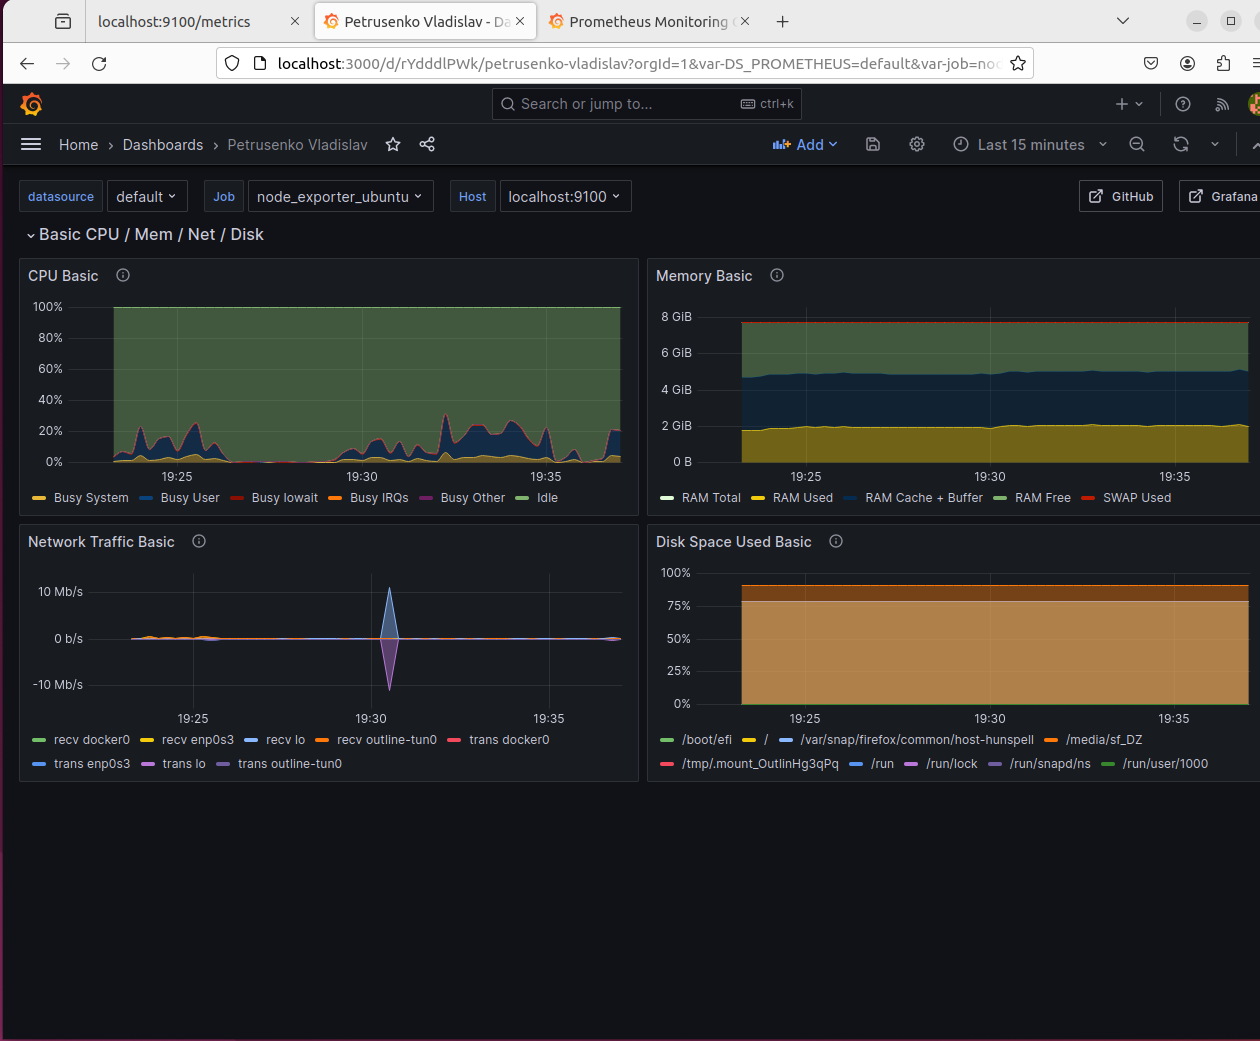 localhost:9100/metrics
Petrusenko Vladislav - Da
Prometheus Monitoring
localhost:3000/d/rYdddlPWk/petrusenko-vladislav?orgId=1&var-DS_PROMETHEUS=default&var-job=noc
Search or jump to...
ctrl+k
Home › Dashboards › Petrusenko Vladislav
Add
Last 15 minutes
datasource
default
Job
node_exporter_ubuntu
Host
localhost:9100
GitHub
Grafana
Basic CPU / Mem / Net / Disk
CPU Basic
100%
80%
60%
40%
20%
0%
19:25 19:30 19:35
Busy System Busy User Busy Iowait Busy IRQs Busy Other Idle
Memory Basic
8 GiB
6 GiB
4 GiB
2 GiB
0 B
19:25 19:30 19:35
RAM Total RAM Used RAM Cache + Buffer RAM Free SWAP Used
Network Traffic Basic
10 Mb/s
0 b/s
-10 Mb/s
19:25 19:30 19:35
recv docker0 recv enp0s3 recv lo recv outline-tun0 trans docker0
trans enp0s3 trans lo trans outline-tun0
Disk Space Used Basic
100%
75%
50%
25%
0%
19:25 19:30 19:35
/boot/efi / /var/snap/firefox/common/host-hunspell /media/sf_DZ
/tmp/.mount_OutlinHg3qPq /run /run/lock /run/snapd/ns /run/user/1000